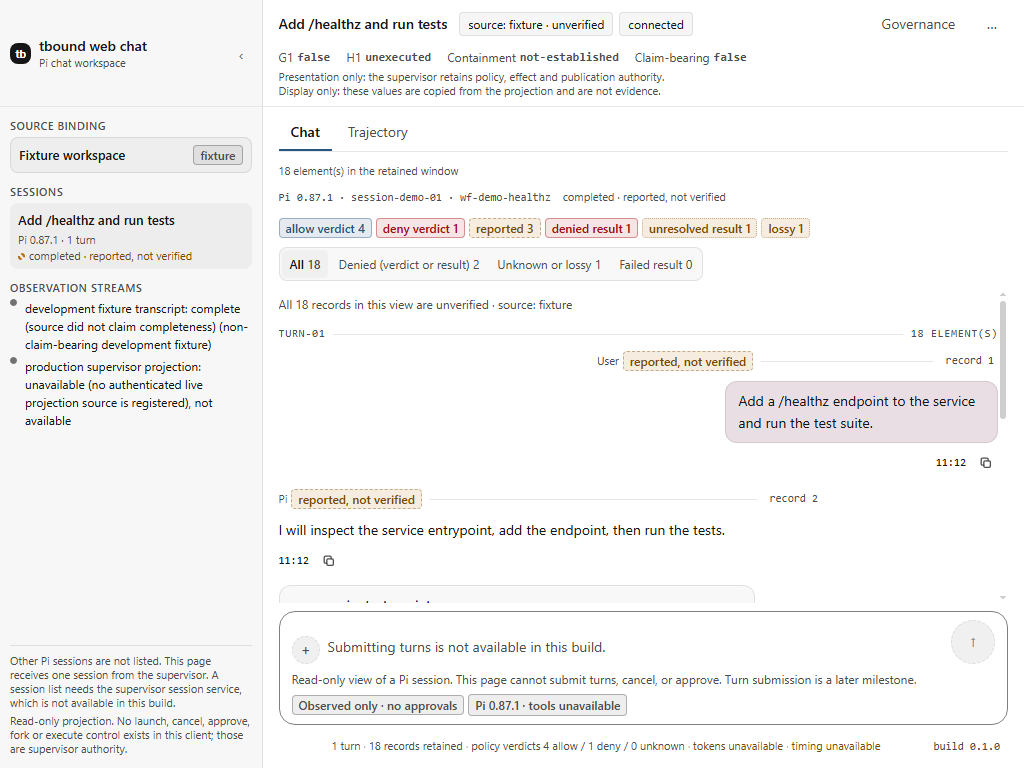 tb
tbound web chat
Pi chat workspace
‹
SOURCE BINDING
Fixture workspace fixture
SESSIONS
Add /healthz and run tests
Pi 0.87.1 · 1 turn
completed · reported, not verified
OBSERVATION STREAMS
development fixture transcript: complete
(source did not claim completeness) (non-
claim-bearing development fixture)
production supervisor projection:
unavailable (no authenticated live
projection source is registered), not
available
Other Pi sessions are not listed. This page
receives one session from the supervisor. A
session list needs the supervisor session service,
which is not available in this build.
Read-only projection. No launch, cancel, approve,
fork or execute control exists in this client; those
are supervisor authority.
Add /healthz and run tests source: fixture · unverified connected Governance ...
G1 false H1 unexecuted Containment not-established Claim-bearing false
Presentation only: the supervisor retains policy, effect and publication authority.
Display only: these values are copied from the projection and are not evidence.
Chat Trajectory
18 element(s) in the retained window
Pi 0.87.1 · session-demo-01 · wf-demo-healthz completed · reported, not verified
allow verdict 4 deny verdict 1 reported 3 denied result 1 unresolved result 1 lossy 1
All 18 Denied (verdict or result) 2 Unknown or lossy 1 Failed result 0
All 18 records in this view are unverified · source: fixture
TURN-01 18 ELEMENT(S)
User reported, not verified record 1
Add a /healthz endpoint to the service
and run the test suite.
11:12
Pi reported, not verified record 2
I will inspect the service entrypoint, add the endpoint, then run the tests.
11:12
+ Submitting turns is not available in this build. ↑
Read-only view of a Pi session. This page cannot submit turns, cancel, or approve. Turn submission is a later milestone.
Observed only · no approvals Pi 0.87.1 · tools unavailable
1 turn · 18 records retained · policy verdicts 4 allow / 1 deny / 0 unknown · tokens unavailable · timing unavailable build 0.1.0